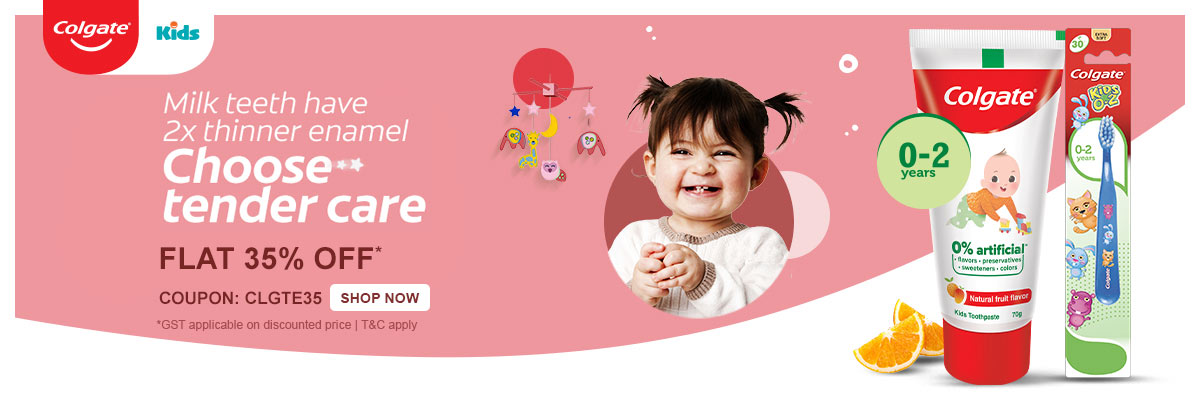 Colgate
Kids
Milk teeth have
2x thinner enamel
Choose
tender care
FLAT 35% OFF*
COUPON: CLGTE35
SHOP NOW
*GST applicable on discounted price | T&C apply
0-2
years
Colgate
0% artificial
• flavors • preservatives
• sweeteners • colors
Natural fruit flavor
Kids Toothpaste 70g
EXTRA
SOFT
30
Colgate
Kids
0-2
0-2
years
Colgate